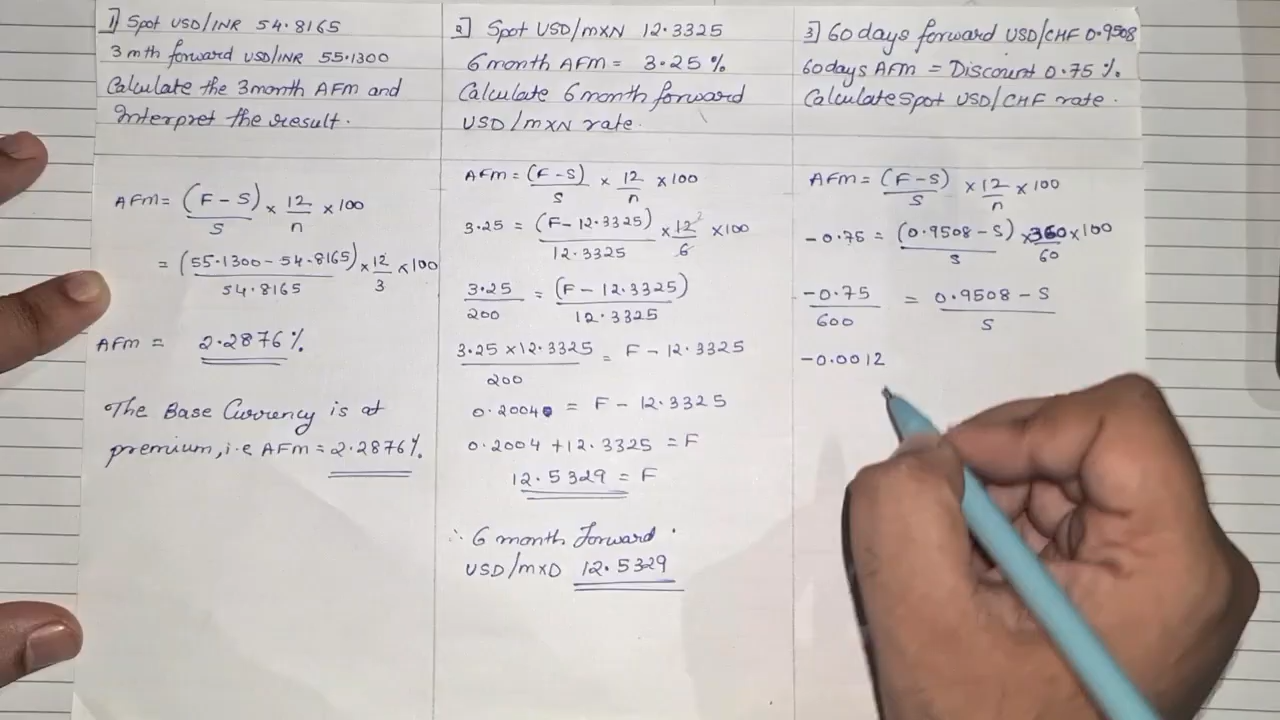 1] Spot USD/INR 54.8165
3 mth forward USD/INR 55.1300
Calculate the 3month AFM and
Interpret the result.
AFM = (F-S)/S × 12/n × 100
= (55.1300 - 54.8165)/54.8165 × 12/3 × 100
AFM = 2.2876%
The Base Currency is at
premium, i.e AFM = 2.2876%.
2] Spot USD/MXN 12.3325
6 month AFM = 3.25%
Calculate 6 month forward
USD/MXN rate.
AFM = (F-S)/S × 12/n × 100
3.25 = (F-12.3325)/12.3325 × 12/6 2 × 100
3.25/200 = (F-12.3325)/12.3325
3.25 × 12.3325/200 = F-12.3325
0.2004 = F-12.3325
0.2004 + 12.3325 = F
12.5329 = F
∴ 6 month Forward.
USD/MXD 12.5329
3] 60 days forward USD/CHF 0.9508
60days AFM = Discount 0.75%.
Calculate Spot USD/CHF rate.
AFM = (F-S)/S × 12/n × 100
-0.75 = (0.9508-S)/S × 360/60 × 100
-0.75/600 = 0.9508-S/S
-0.0012